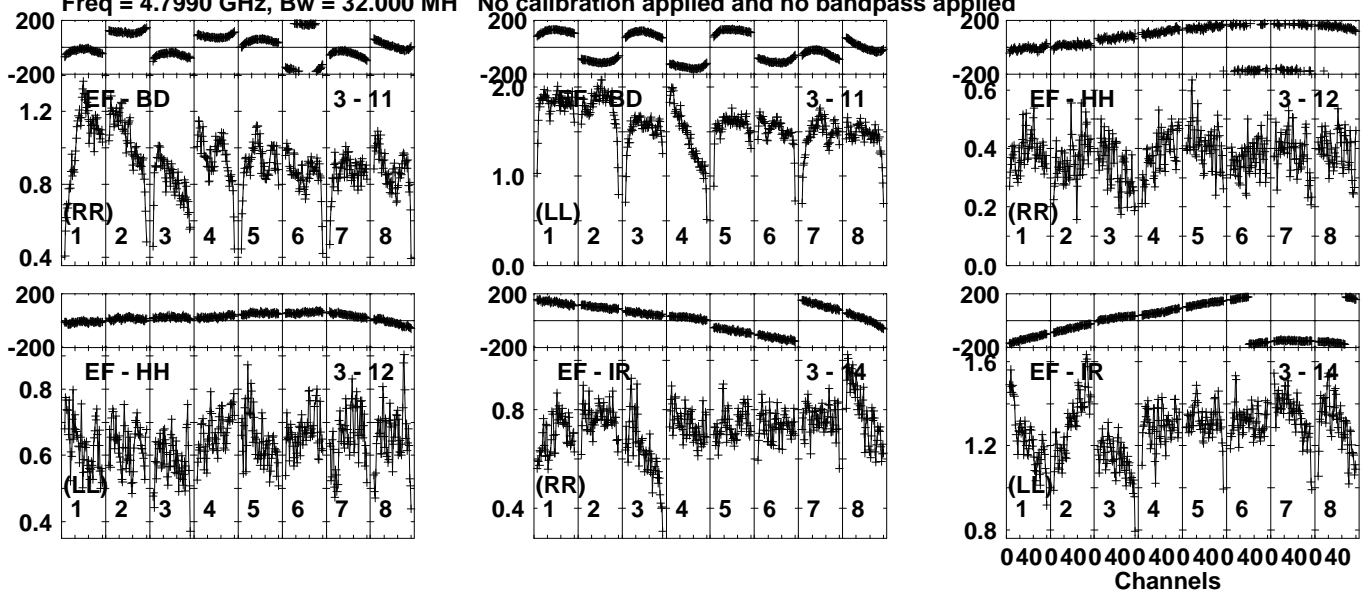 Freq = 4.7990 GHz, Bw = 32.000 MH No calibration applied and no bandpass applied
200
-200
1.2
0.8
0.4
EF - BD 3 - 11
(RR)
1 2 3 4 5 6 7 8
200
-200
2.0
1.0
0.0
EF - BD 3 - 11
(LL)
1 2 3 4 5 6 7 8
200
-200
0.6
0.4
0.2
0.0
EF - HH 3 - 12
(RR)
1 2 3 4 5 6 7 8
200
-200
0.8
0.6
0.4
EF - HH 3 - 12
(LL)
1 2 3 4 5 6 7 8
200
-200
0.8
0.4
EF - IR 3 - 14
(RR)
1 2 3 4 5 6 7 8
200
-200
1.6
1.2
0.8
EF - IR 3 - 14
(LL)
1 2 3 4 5 6 7 8
0 40 0 40 0 40 0 40 0 40 0 40 0 40 0 40
Channels